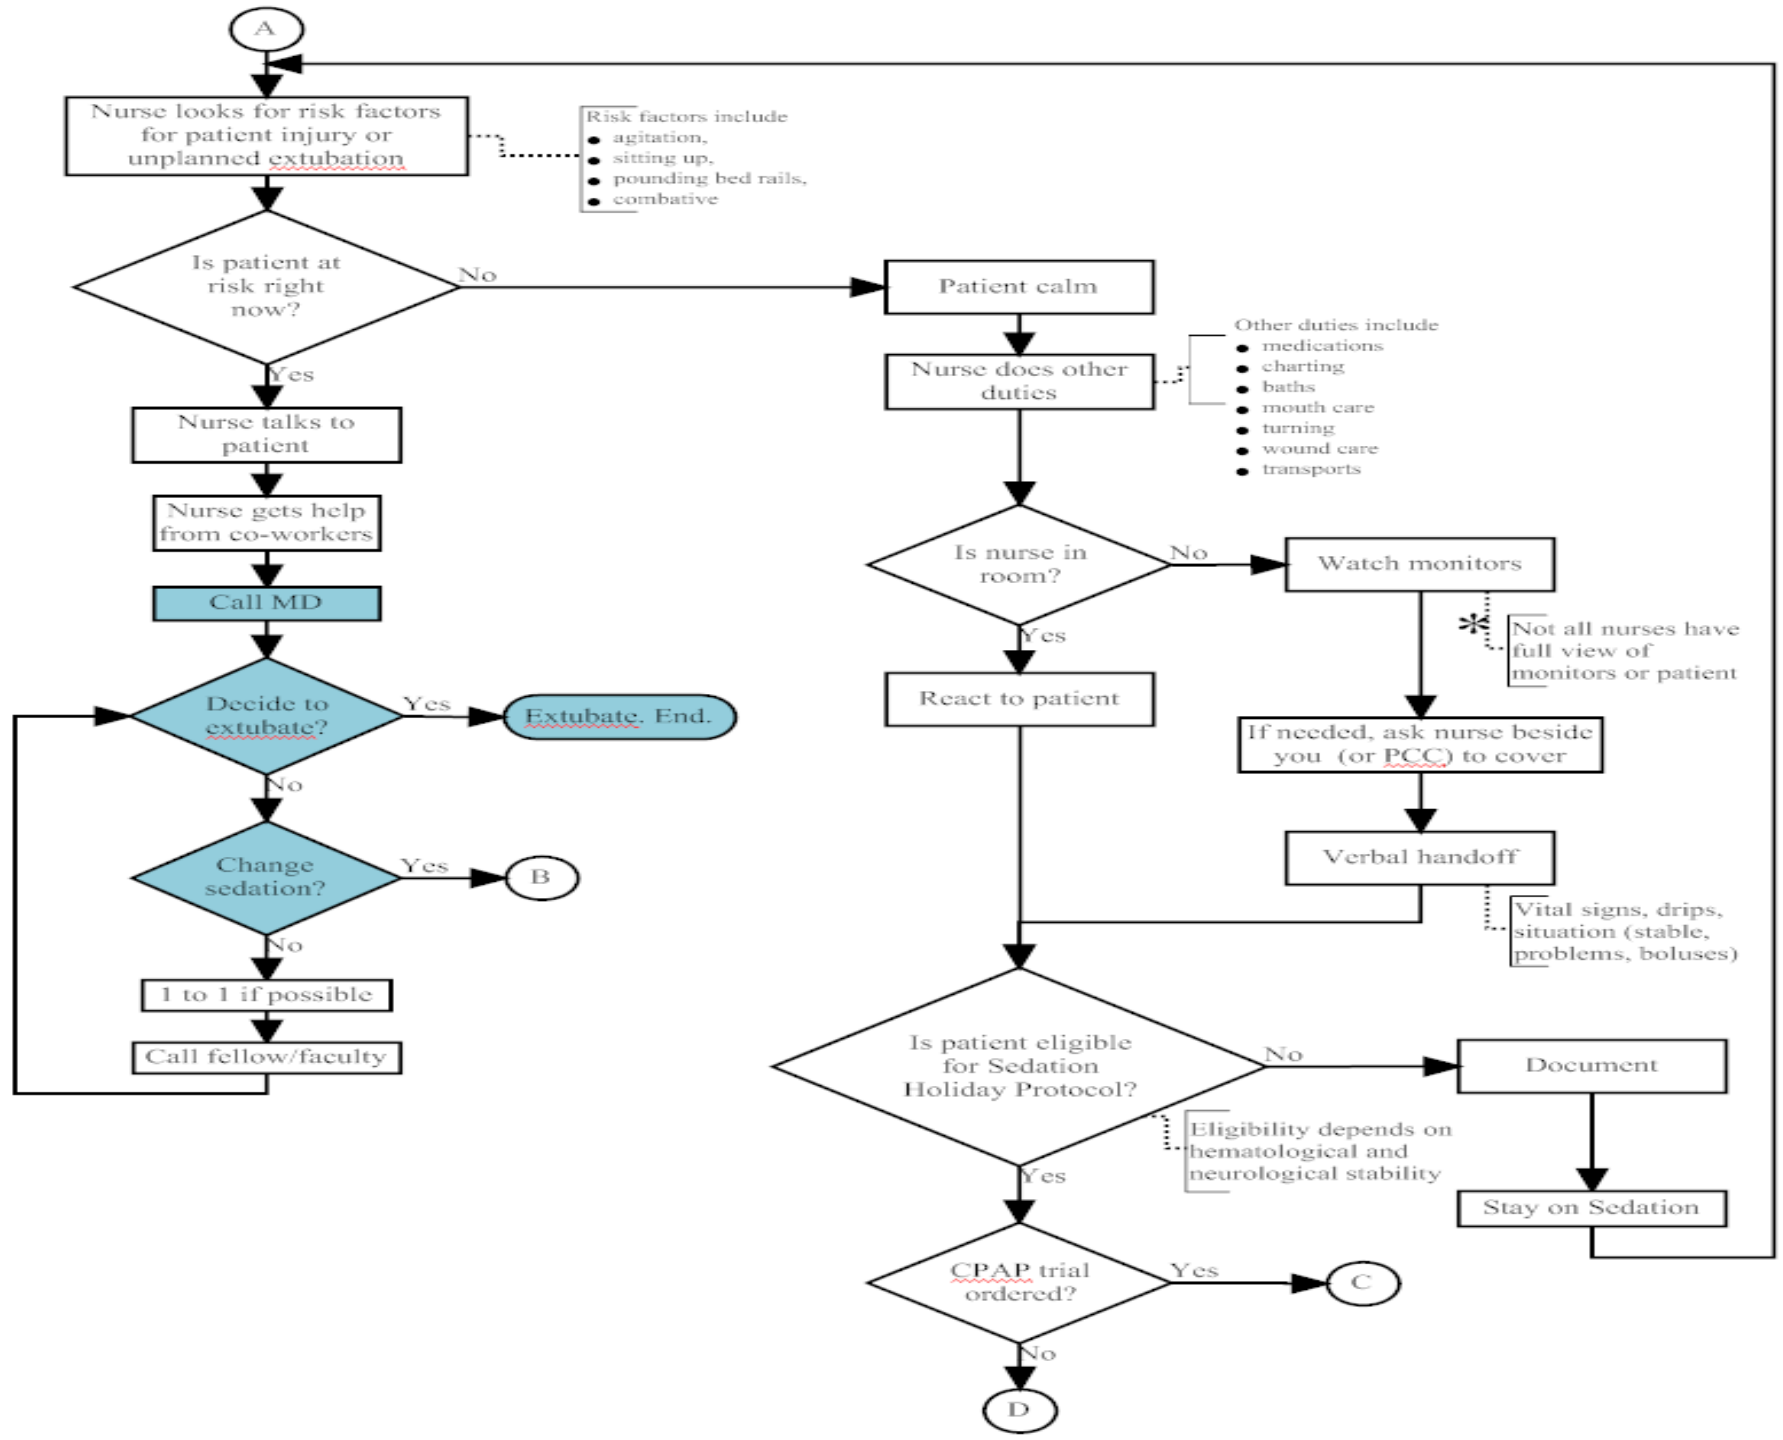 A
Nurse looks for risk factors
for patient injury or
unplanned extubation
Risk factors include
● agitation,
● sitting up,
● pounding bed rails,
● combative
Is patient at
risk right
now?
No
Yes
Patient calm
Nurse does other
duties
Other duties include
● medications
● charting
● baths
● mouth care
● turning
● wound care
● transports
Nurse talks to
patient
Nurse gets help
from co-workers
Call MD
Decide to
extubate?
Yes
Extubate. End.
No
Change
sedation?
Yes
B
No
1 to 1 if possible
Call fellow/faculty
Is nurse in
room?
No
Yes
Watch monitors
*
Not all nurses have
full view of
monitors or patient
React to patient
If needed, ask nurse beside
you (or PCC) to cover
Verbal handoff
Vital signs, drips,
situation (stable,
problems, boluses)
Is patient eligible
for Sedation
Holiday Protocol?
No
Yes
Document
Eligibility depends on
hematological and
neurological stability
Stay on Sedation
CPAP trial
ordered?
Yes
C
No
D